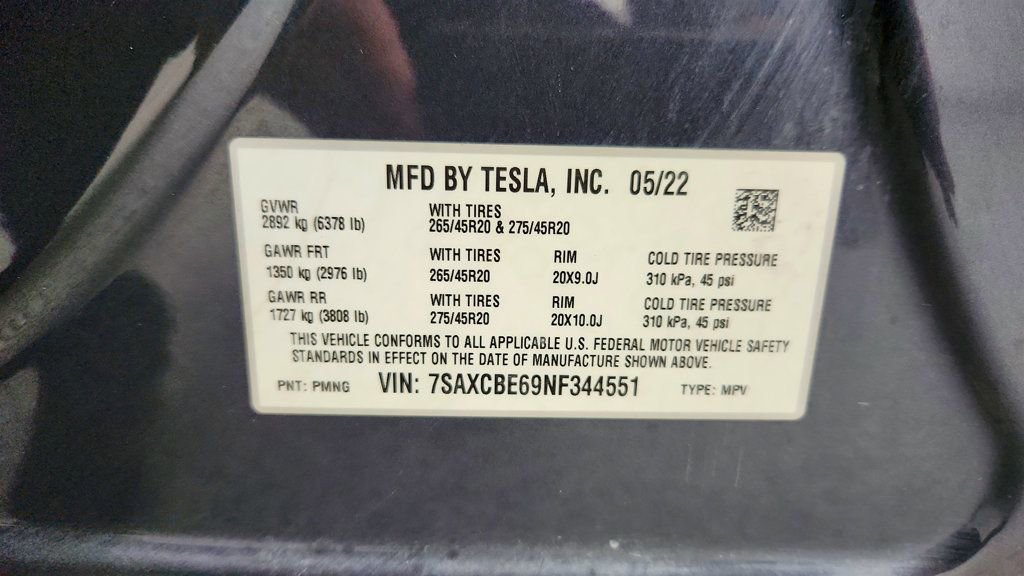 MFD BY TESLA, INC. 05/22
GVWR
2892 kg (6378 lb)
WITH TIRES
265/45R20 & 275/45R20
GAWR FRT
1350 kg (2976 lb)
WITH TIRES
265/45R20
RIM
20X9.0J
COLD TIRE PRESSURE
310 kPa, 45 psi
GAWR RR
1727 kg (3808 lb)
WITH TIRES
275/45R20
RIM
20X10.0J
COLD TIRE PRESSURE
310 kPa, 45 psi
THIS VEHICLE CONFORMS TO ALL APPLICABLE U.S. FEDERAL MOTOR VEHICLE SAFETY
STANDARDS IN EFFECT ON THE DATE OF MANUFACTURE SHOWN ABOVE.
PNT: PMNG VIN: 7SAXCBE69NF344551 TYPE: MPV